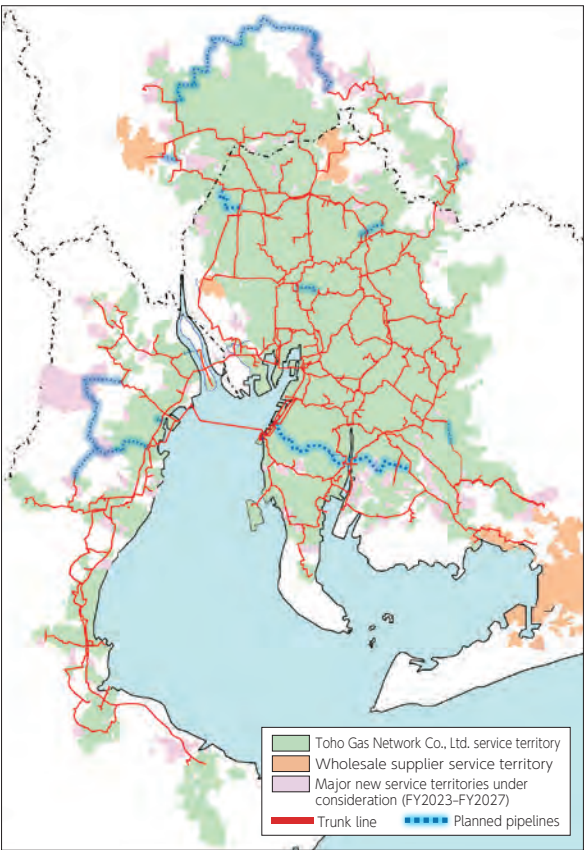 Toho Gas Network Co., Ltd. service territory
Wholesale supplier service territory
Major new service territories under
consideration (FY2023–FY2027)
Trunk line
Planned pipelines